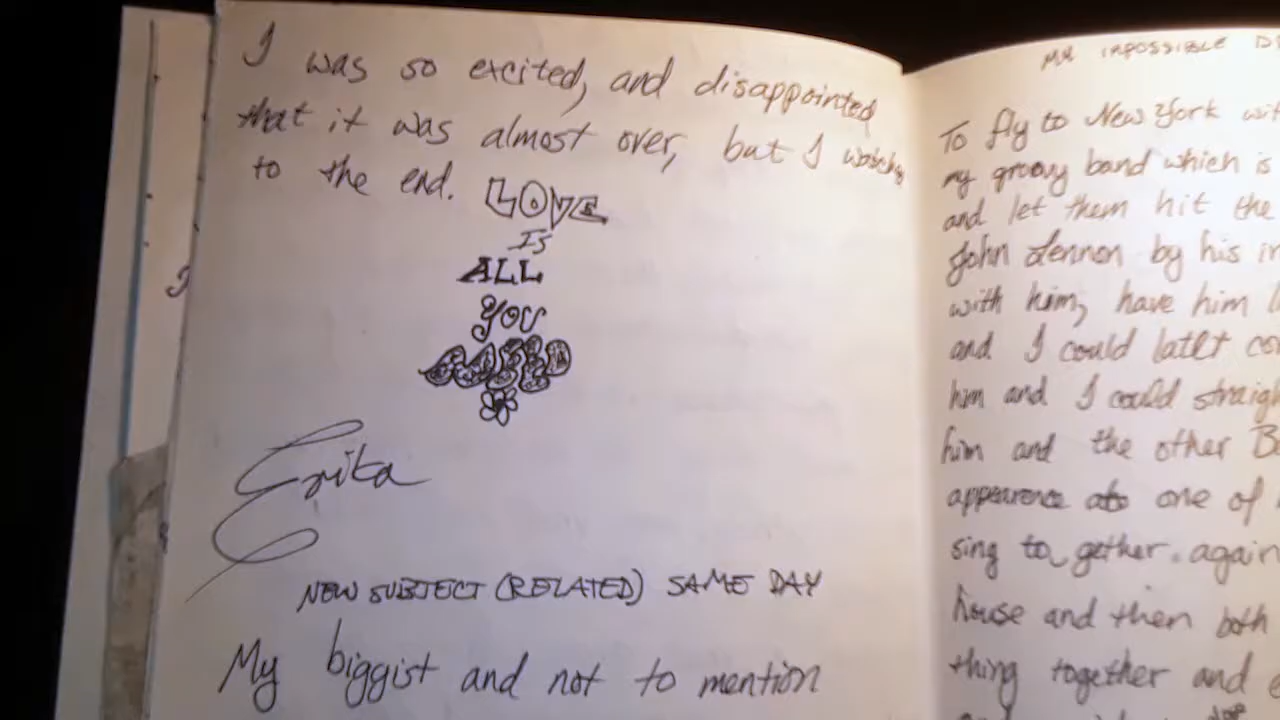 I was so excited, and disappointed
that it was almost over, but I
to the end. LOVE
IS
ALL
YOU
NEED
Erika
NEW SUBJECT (RELATED) SAME DAY
My biggist and not to mention
MR IMPOSSIBLE
To fly to New York
my groovy band which is
and let them hit the
John Lennon by his
with him, have him
and I could
him and I could
him and the other
appearence one of
sing to gether. again
house and then both
thing together and